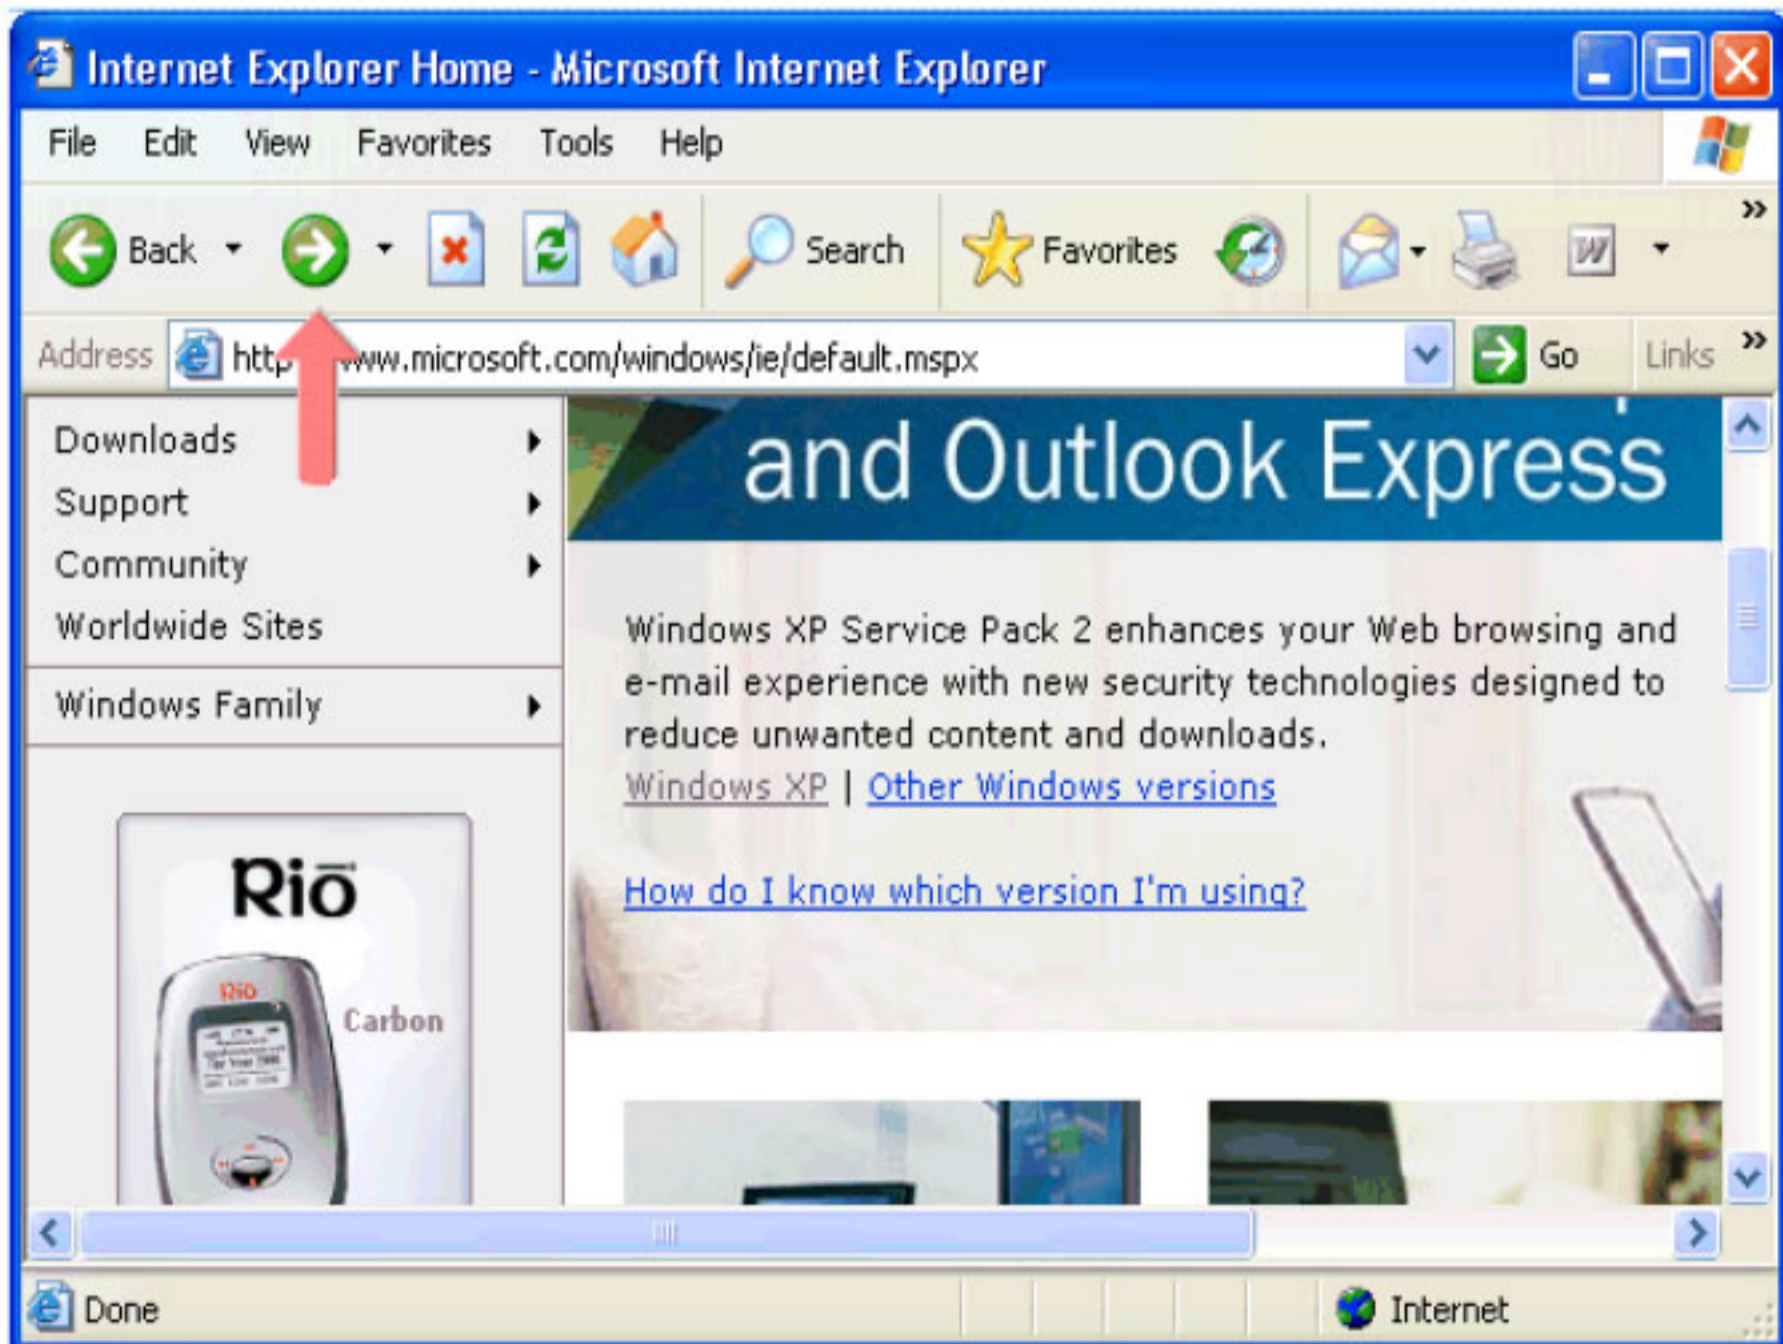 Internet Explorer Home - Microsoft Internet Explorer
File Edit View Favorites Tools Help
Back Search Favorites W
Address http www.microsoft.com/windows/ie/default.mspx Go Links
Downloads
Support
Community
Worldwide Sites
Windows Family
Rio
Rio
Carbon
and Outlook Express
Windows XP Service Pack 2 enhances your Web browsing and
e-mail experience with new security technologies designed to
reduce unwanted content and downloads.
Windows XP | Other Windows versions
How do I know which version I'm using?
Done Internet